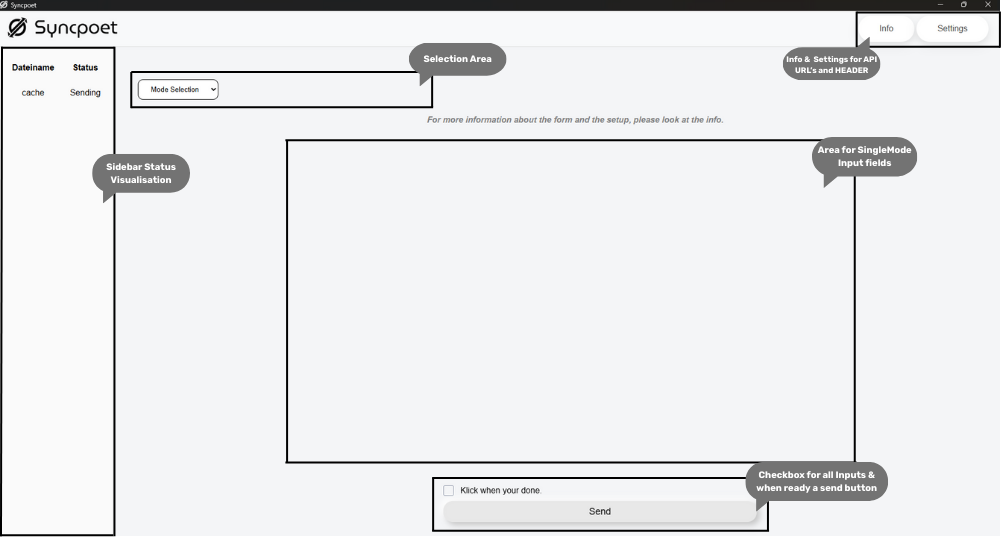 Syncpoet
Syncpoet
Info
Settings
Info & Settings for API
URL's and HEADER
Selection Area
Dateiname Status
cache Sending
Mode Selection
For more information about the form and the setup, please look at the info.
Area for SingleMode
Input fields
Sidebar Status
Visualisation
Checkbox for all Inputs &
when ready a send button
Klick when your done.
Send